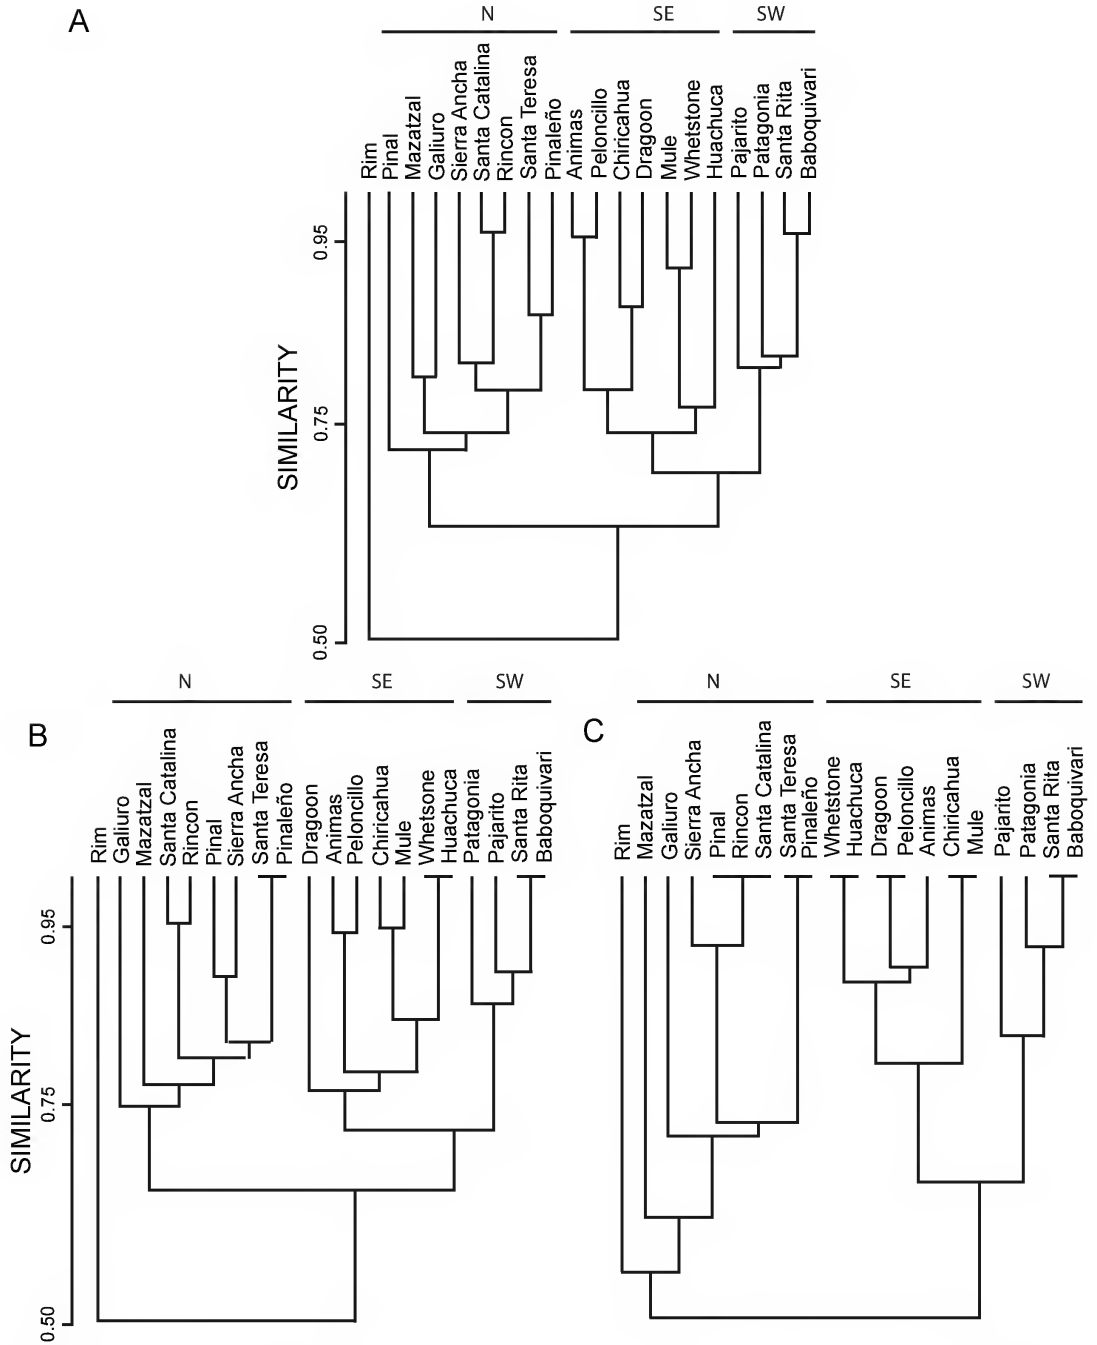 A
N SE SW
Rim Pinal Mazatzal Galiuro Sierra Ancha Santa Catalina Rincon Santa Teresa Pinaleño Animas Peloncillo Chiricahua Dragoon Mule Whetstone Huachuca Pajarito Patagonia Santa Rita Baboquivari
0.95
0.75
0.50
SIMILARITY
B
N SE SW
Rim Galiuro Mazatzal Santa Catalina Rincon Pinal Sierra Ancha Santa Teresa Pinaleño Dragoon Animas Peloncillo Chiricahua Mule Whetsone Huachuca Patagonia Pajarito Santa Rita Baboquivari
0.95
0.75
0.50
SIMILARITY
C
N SE SW
Rim Mazatzal Galiuro Sierra Ancha Pinal Rincon Santa Catalina Santa Teresa Pinaleño Whetstone Huachuca Dragoon Peloncillo Animas Chiricahua Mule Pajarito Patagonia Santa Rita Baboquivari